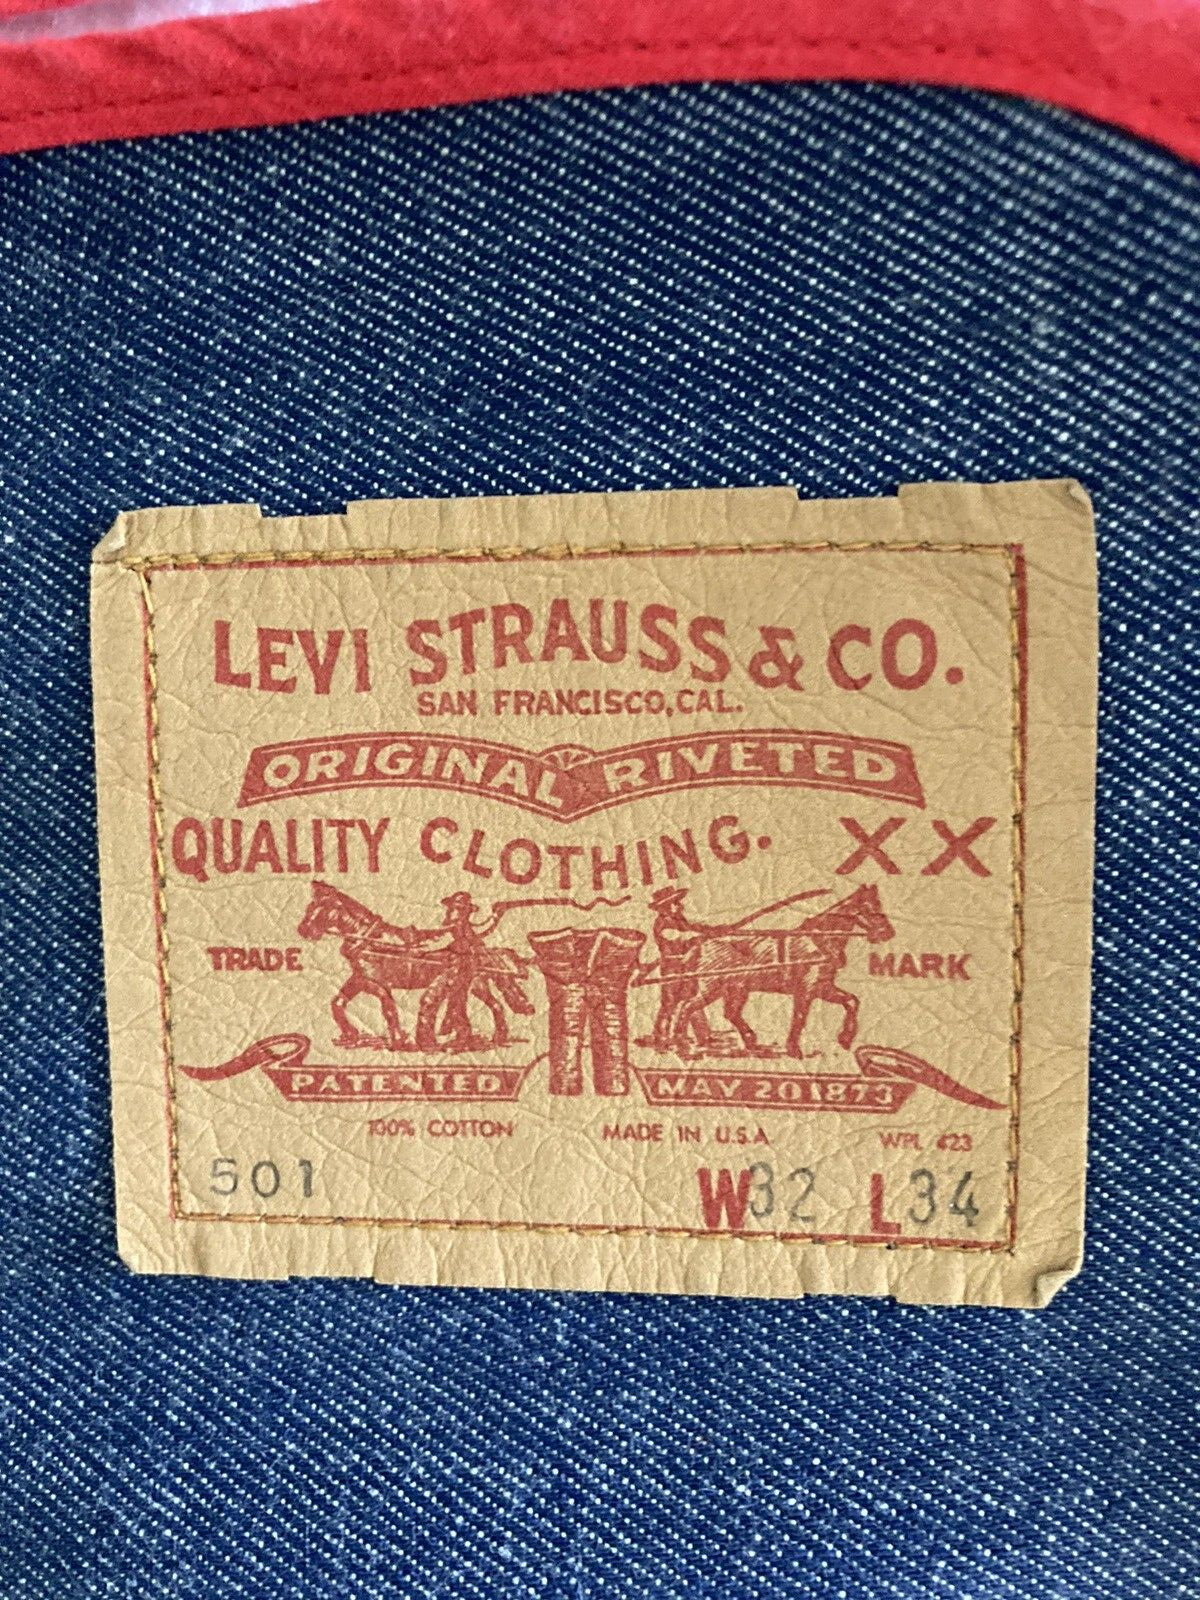 LEVI STRAUSS & CO.
SAN FRANCISCO, CAL.
ORIGINAL RIVETED
QUALITY CLOTHING. XX
TRADE MARK
PATENTED MAY 20 1873
100% COTTON MADE IN U.S.A. WPL 423
501 W32 L34